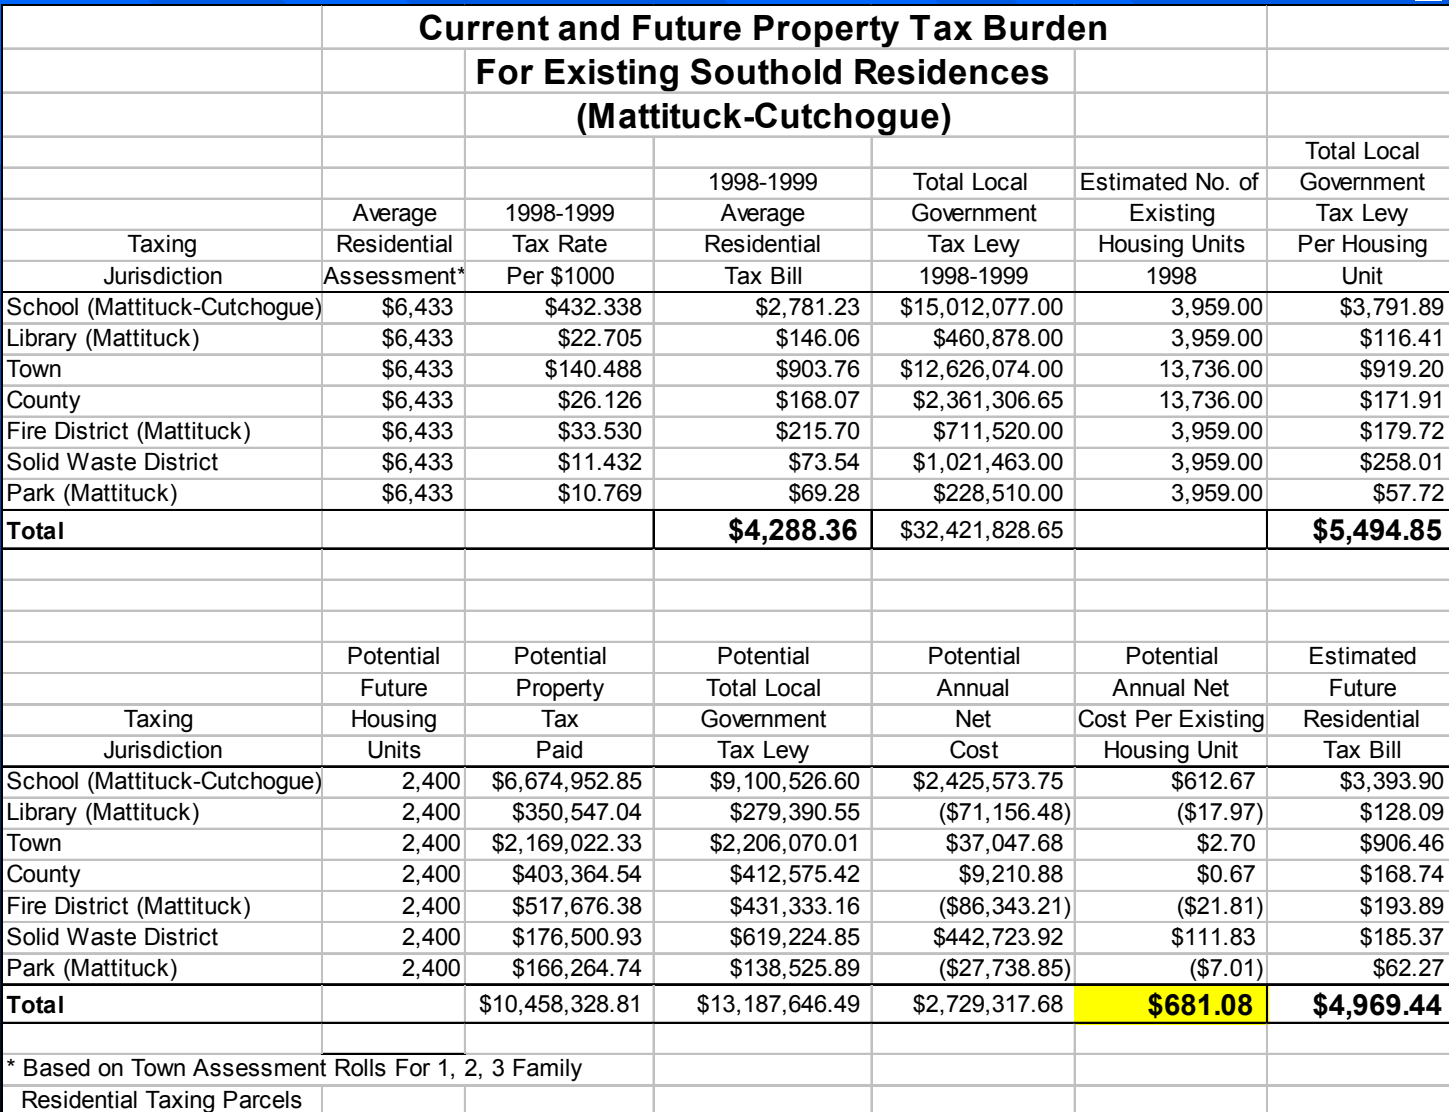 Current and Future Property Tax Burden
For Existing Southold Residences
(Mattituck-Cutchogue)
Total Local
1998-1999 Total Local Estimated No. of Government
Average 1998-1999 Average Government Existing Tax Levy
Taxing Residential Tax Rate Residential Tax Levy Housing Units Per Housing
Jurisdiction Assessment* Per $1000 Tax Bill 1998-1999 1998 Unit
School (Mattituck-Cutchogue) $6,433 $432.338 $2,781.23 $15,012,077.00 3,959.00 $3,791.89
Library (Mattituck) $6,433 $22.705 $146.06 $460,878.00 3,959.00 $116.41
Town $6,433 $140.488 $903.76 $12,626,074.00 13,736.00 $919.20
County $6,433 $26.126 $168.07 $2,361,306.65 13,736.00 $171.91
Fire District (Mattituck) $6,433 $33.530 $215.70 $711,520.00 3,959.00 $179.72
Solid Waste District $6,433 $11.432 $73.54 $1,021,463.00 3,959.00 $258.01
Park (Mattituck) $6,433 $10.769 $69.28 $228,510.00 3,959.00 $57.72
Total $4,288.36 $32,421,828.65 $5,494.85
Potential Potential Potential Potential Potential Estimated
Future Property Total Local Annual Annual Net Future
Taxing Housing Tax Government Net Cost Per Existing Residential
Jurisdiction Units Paid Tax Levy Cost Housing Unit Tax Bill
School (Mattituck-Cutchogue) 2,400 $6,674,952.85 $9,100,526.60 $2,425,573.75 $612.67 $3,393.90
Library (Mattituck) 2,400 $350,547.04 $279,390.55 ($71,156.48) ($17.97) $128.09
Town 2,400 $2,169,022.33 $2,206,070.01 $37,047.68 $2.70 $906.46
County 2,400 $403,364.54 $412,575.42 $9,210.88 $0.67 $168.74
Fire District (Mattituck) 2,400 $517,676.38 $431,333.16 ($86,343.21) ($21.81) $193.89
Solid Waste District 2,400 $176,500.93 $619,224.85 $442,723.92 $111.83 $185.37
Park (Mattituck) 2,400 $166,264.74 $138,525.89 ($27,738.85) ($7.01) $62.27
Total $10,458,328.81 $13,187,646.49 $2,729,317.68 $681.08 $4,969.44
* Based on Town Assessment Rolls For 1, 2, 3 Family
Residential Taxing Parcels